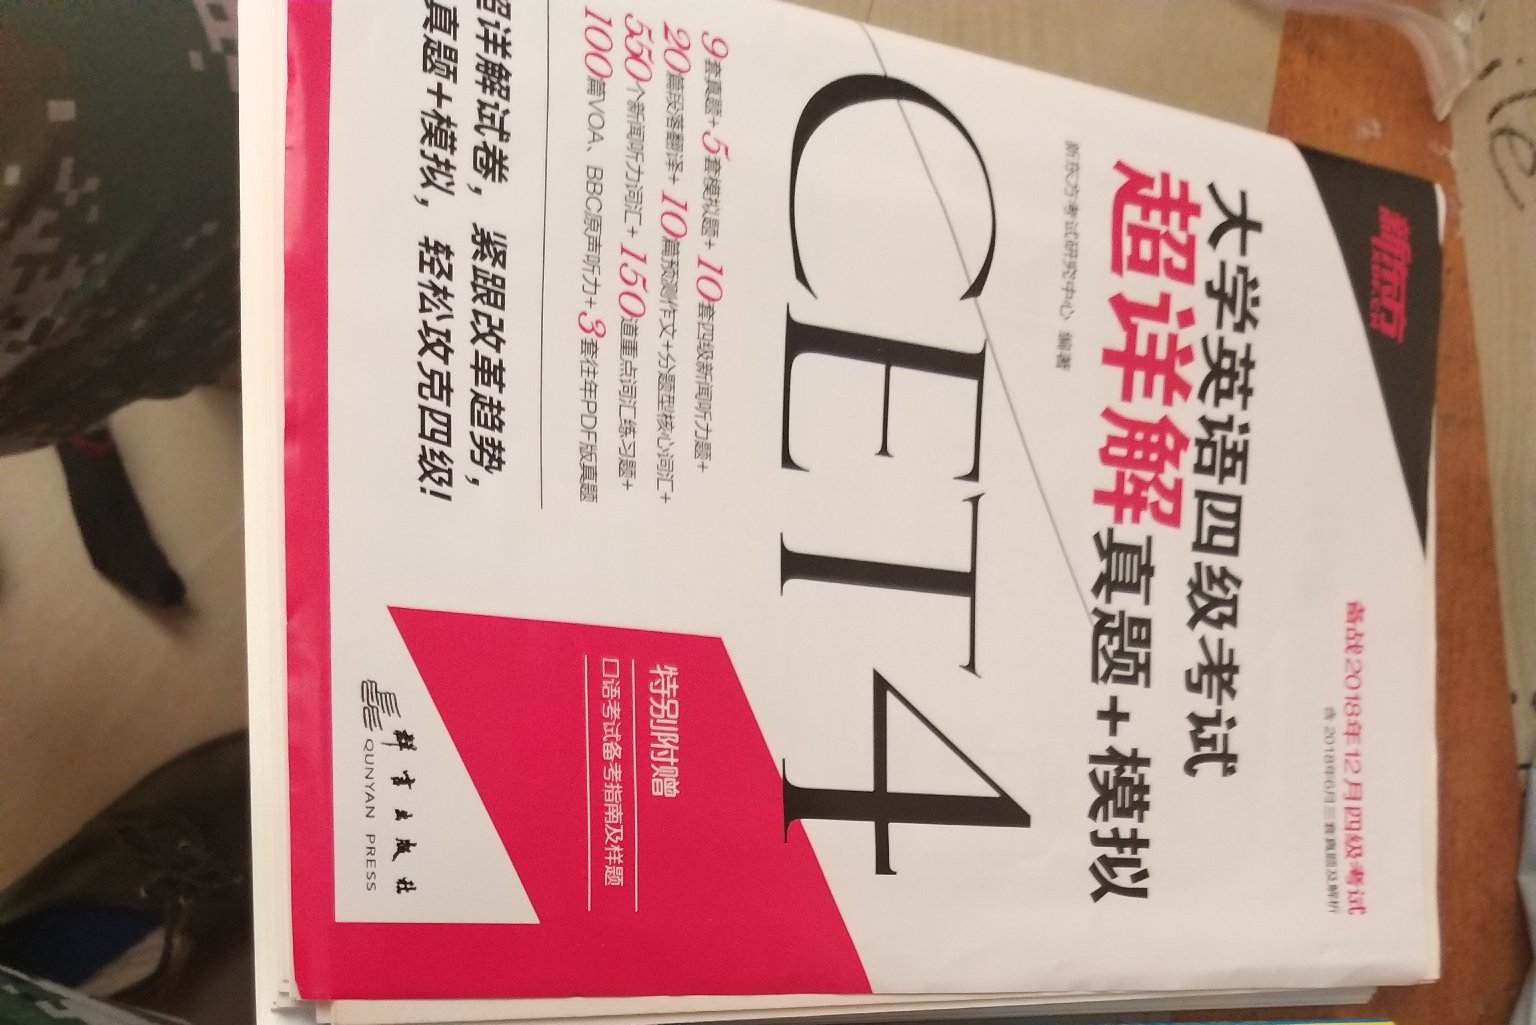 新东方
备战2018年12月四级考试
含2018年6月三套真题及解析
大学英语四级考试
超详解真题+模拟
新东方考试研究中心 编著
CET4
9套真题+5套模拟题+10套四级新闻听力题+
20篇段落翻译+10篇预测作文+分题型核心词汇+
550个新闻听力词汇+150道重点词汇练习题+
100篇VOA、BBC原声听力+3套往年PDF版真题
超详解试卷，紧跟改革趋势，
真题+模拟，轻松攻克四级!
特别附赠
口语考试备考指南及样题
群言出版社
QUNYAN PRESS